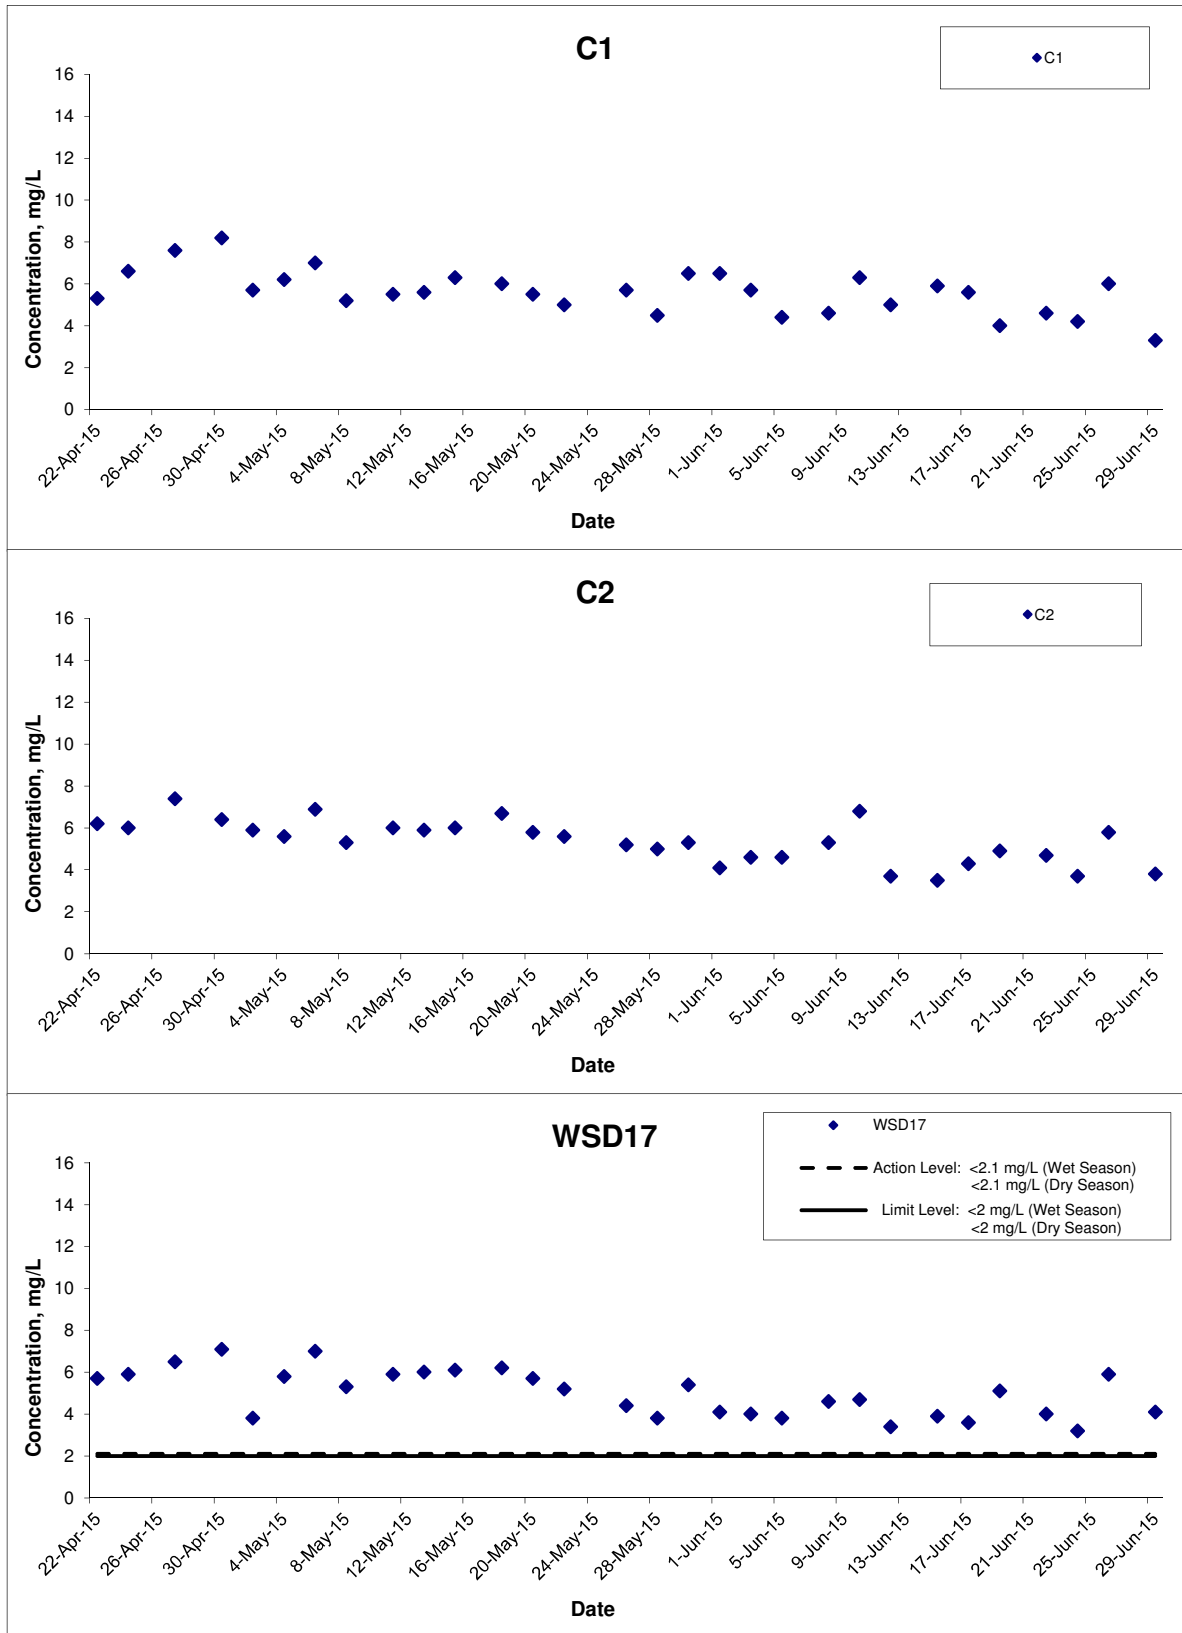 C1
C1
16
14
12
10
8
6
4
2
0
Concentration, mg/L
22-Apr-15
26-Apr-15
30-Apr-15
4-May-15
8-May-15
12-May-15
16-May-15
20-May-15
24-May-15
28-May-15
1-Jun-15
5-Jun-15
9-Jun-15
13-Jun-15
17-Jun-15
21-Jun-15
25-Jun-15
29-Jun-15
Date
C2
C2
16
14
12
10
8
6
4
2
0
Concentration, mg/L
22-Apr-15
26-Apr-15
30-Apr-15
4-May-15
8-May-15
12-May-15
16-May-15
20-May-15
24-May-15
28-May-15
1-Jun-15
5-Jun-15
9-Jun-15
13-Jun-15
17-Jun-15
21-Jun-15
25-Jun-15
29-Jun-15
Date
WSD17
WSD17
Action Level: <2.1 mg/L (Wet Season)
<2.1 mg/L (Dry Season)
Limit Level: <2 mg/L (Wet Season)
<2 mg/L (Dry Season)
16
14
12
10
8
6
4
2
0
Concentration, mg/L
22-Apr-15
26-Apr-15
30-Apr-15
4-May-15
8-May-15
12-May-15
16-May-15
20-May-15
24-May-15
28-May-15
1-Jun-15
5-Jun-15
9-Jun-15
13-Jun-15
17-Jun-15
21-Jun-15
25-Jun-15
29-Jun-15
Date